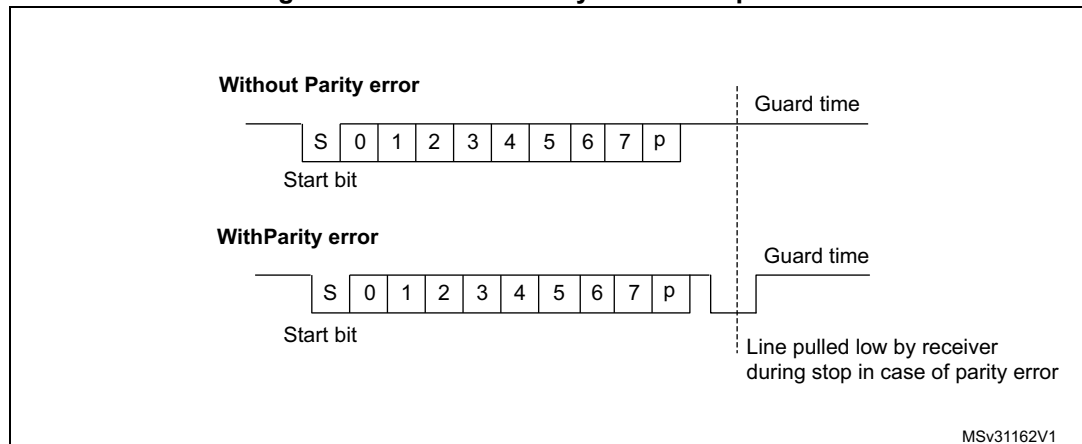 Without Parity error
Guard time
S 0 1 2 3 4 5 6 7 p
Start bit
WithParity error
Guard time
S 0 1 2 3 4 5 6 7 p
Start bit
Line pulled low by receiver
during stop in case of parity error
MSv31162V1